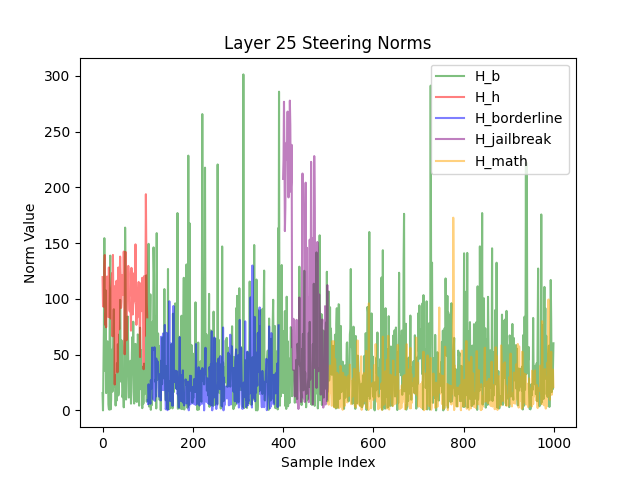 Layer 25 Steering Norms
Norm Value
300
250
200
150
100
50
0
H_b
H_h
H_borderline
H_jailbreak
H_math
0 200 400 600 800 1000
Sample Index